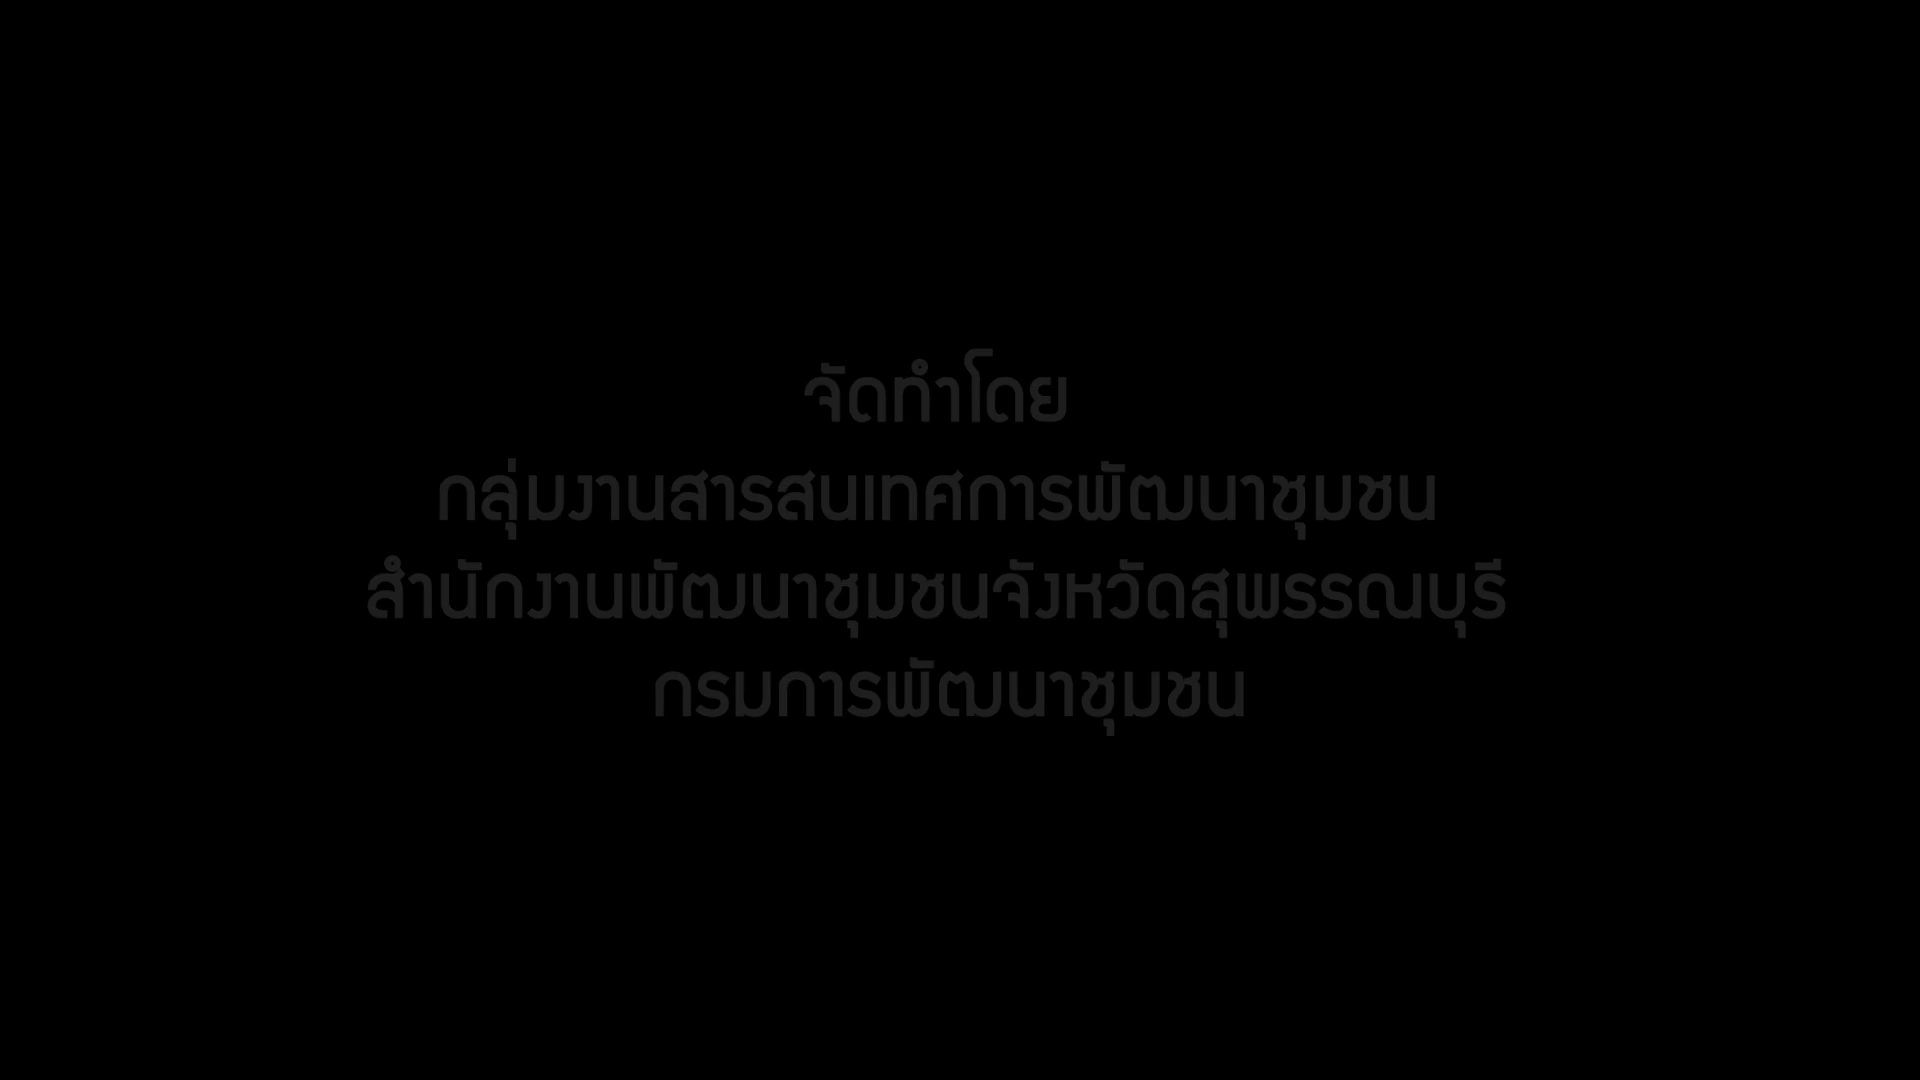 จัดทำโดย
กลุ่มงานสารสนเทศการพัฒนาชุมชน
สำนักงานพัฒนาชุมชนจังหวัดสุพรรณบุรี
กรมการพัฒนาชุมชน